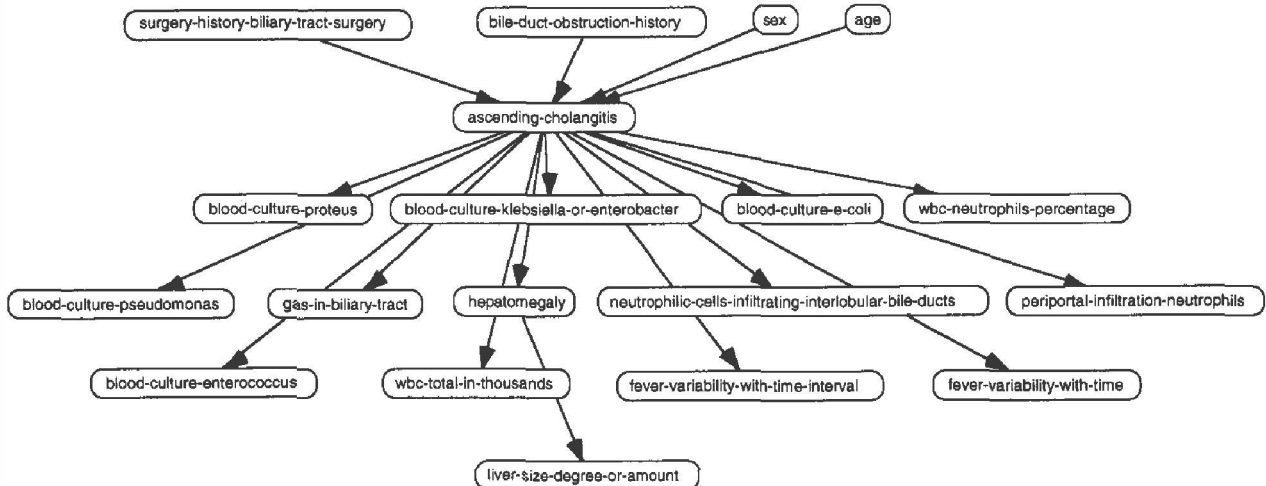 surgery-history-biliary-tract-surgery
bile-duct-obstruction-history
sex
age
ascending-cholangitis
blood-culture-proteus
blood-culture-klebsiella-or-enterobacter
blood-culture-e-coli
wbc-neutrophils-percentage
blood-culture-pseudomonas
gas-in-biliary-tract
hepatomegaly
neutrophilic-cells-infiltrating-interlobular-bile-ducts
periportal-infiltration-neutrophils
blood-culture-enterococcus
wbc-total-in-thousands
fever-variability-with-time-interval
fever-variability-with-time
liver-size-degree-or-amount